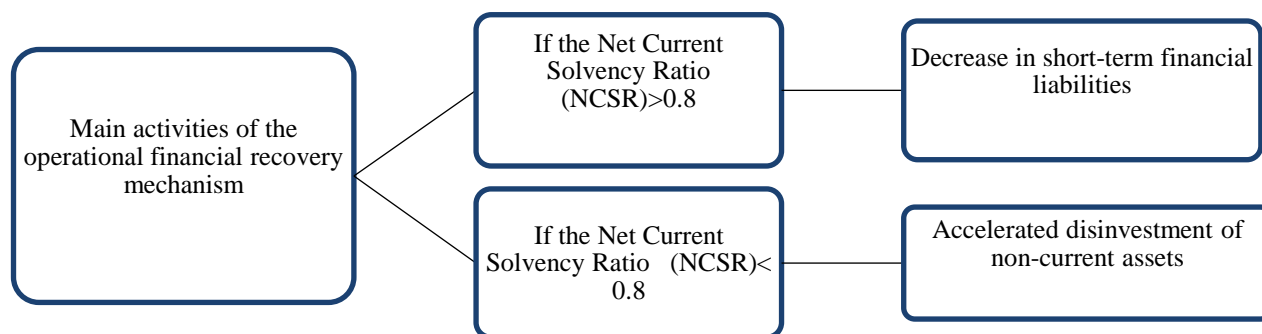 Main activities of the
operational financial recovery
mechanism
If the Net Current
Solvency Ratio
(NCSR)>0.8
Decrease in short-term financial
liabilities
If the Net Current
Solvency Ratio (NCSR)<
0.8
Accelerated disinvestment of
non-current assets